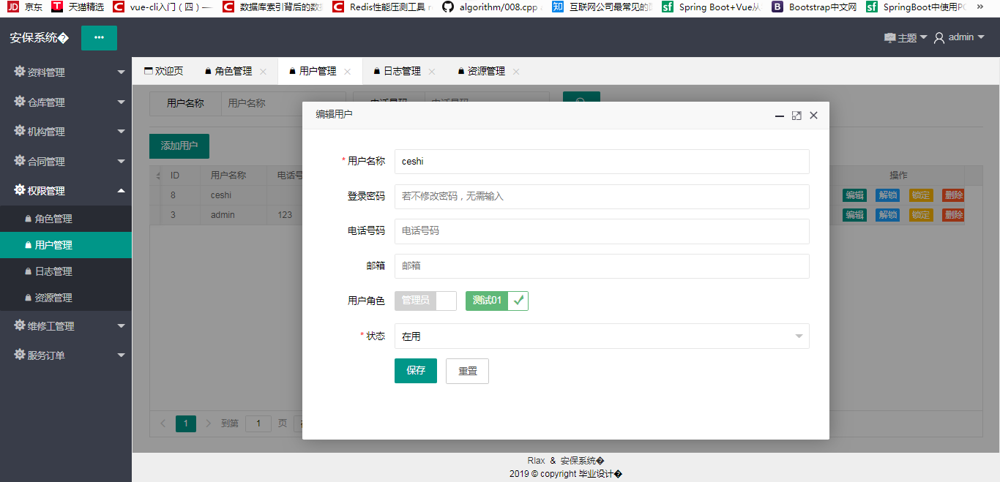 JD 京东 T 天猫精选 C vue-cli入门（四）— C 数据库索引背后的数 C Redis性能压测工具 algorithm/008.cpp 知 互联网公司最常见的 sf Spring Boot+Vue从 B Bootstrap中文网 sf SpringBoot中使用PO »
安保系统� ••• 主题 admin
资料管理
仓库管理
机构管理
合同管理
权限管理
角色管理
用户管理
日志管理
资源管理
维修工管理
服务订单
欢迎页 角色管理 用户管理 日志管理 资源管理
用户名称 用户名称 电话号码 电话号码
添加用户
ID 用户名称 电话号 操作
8 ceshi 编辑 解锁 锁定 删除
3 admin 123 编辑 解锁 锁定 删除
编辑用户
* 用户名称 ceshi
登录密码 若不修改密码，无需输入
电话号码 电话号码
邮箱 邮箱
用户角色 管理员 测试01
* 状态 在用
保存 重置
1 到第 1 页
Rlax & 安保系统�
2019 © copyright 毕业设计�